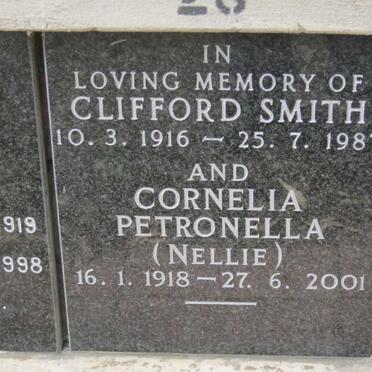 IN
LOVING MEMORY OF
CLIFFORD SMITH
10. 3. 1916 — 25. 7. 1987
AND
CORNELIA
PETRONELLA
(NELLIE)
16. 1. 1918 — 27. 6. 2001
919
998